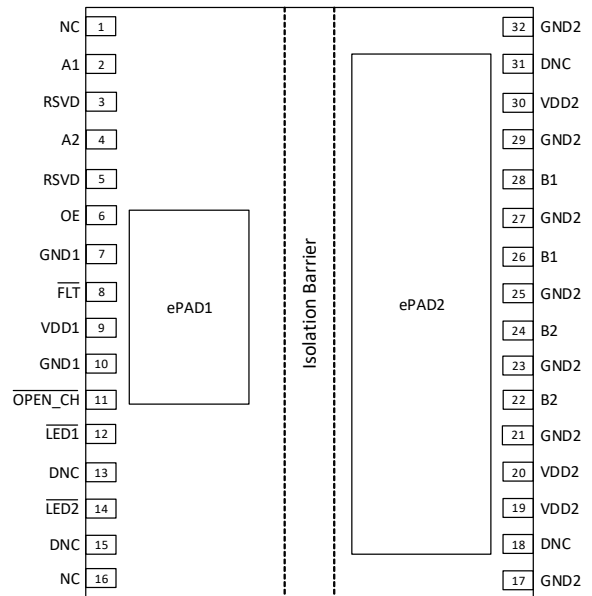 NC 1 32 GND2
A1 2 31 DNC
RSVD 3 30 VDD2
A2 4 29 GND2
RSVD 5 28 B1
OE 6 27 GND2
GND1 7 26 B1
FLT 8 25 GND2
ePAD1 Isolation Barrier ePAD2
VDD1 9 24 B2
GND1 10 23 GND2
OPEN_CH 11 22 B2
LED1 12 21 GND2
DNC 13 20 VDD2
LED2 14 19 VDD2
DNC 15 18 DNC
NC 16 17 GND2